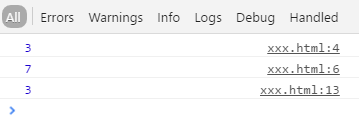 All Errors Warnings Info Logs Debug Handled
3 xxx.html:4
7 xxx.html:6
3 xxx.html:13
>